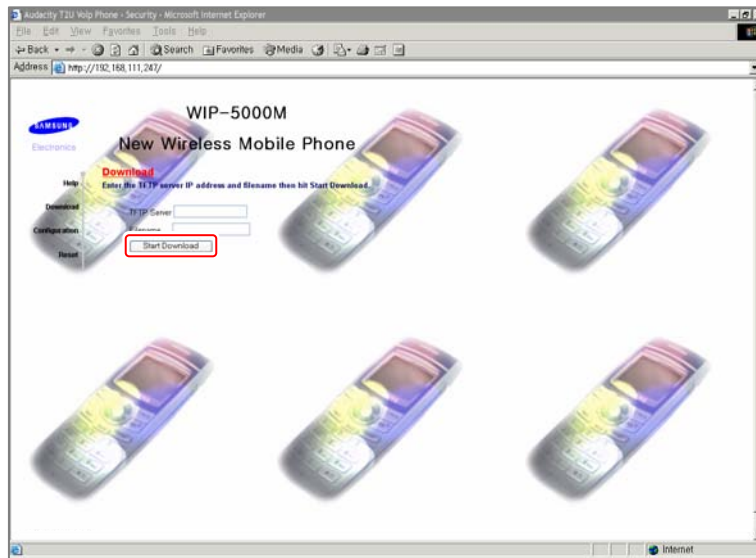 Audacity T2U Voip Phone - Security - Microsoft Internet Explorer
File Edit View Favorites Tools Help
Back Search Favorites Media
Address http://192,168,111,247/
SAMSUNG
Electronics
WIP-5000M
New Wireless Mobile Phone
Download
Enter the TFTP server IP address and filename then hit Start Download.
Help
Download
Configuration
Reset
TFTP Server
Filename
Start Download
Internet